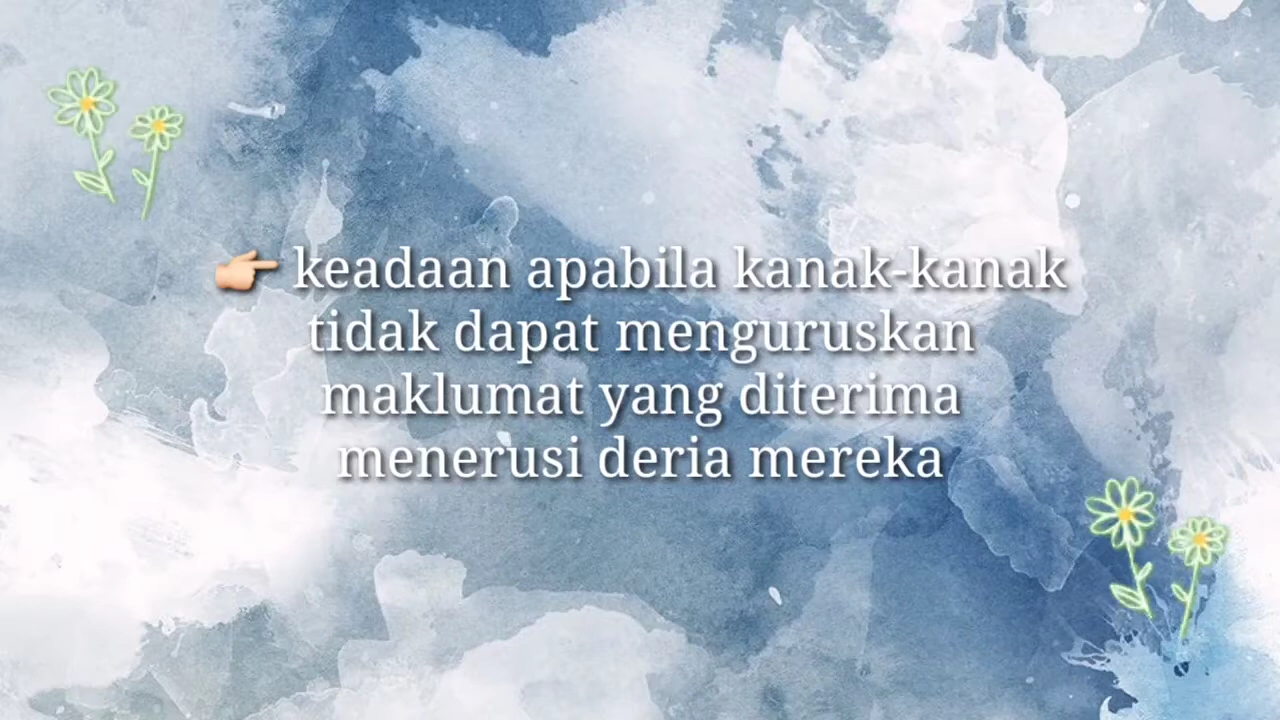 👉 keadaan apabila kanak-kanak
tidak dapat menguruskan
maklumat yang diterima
menerusi deria mereka